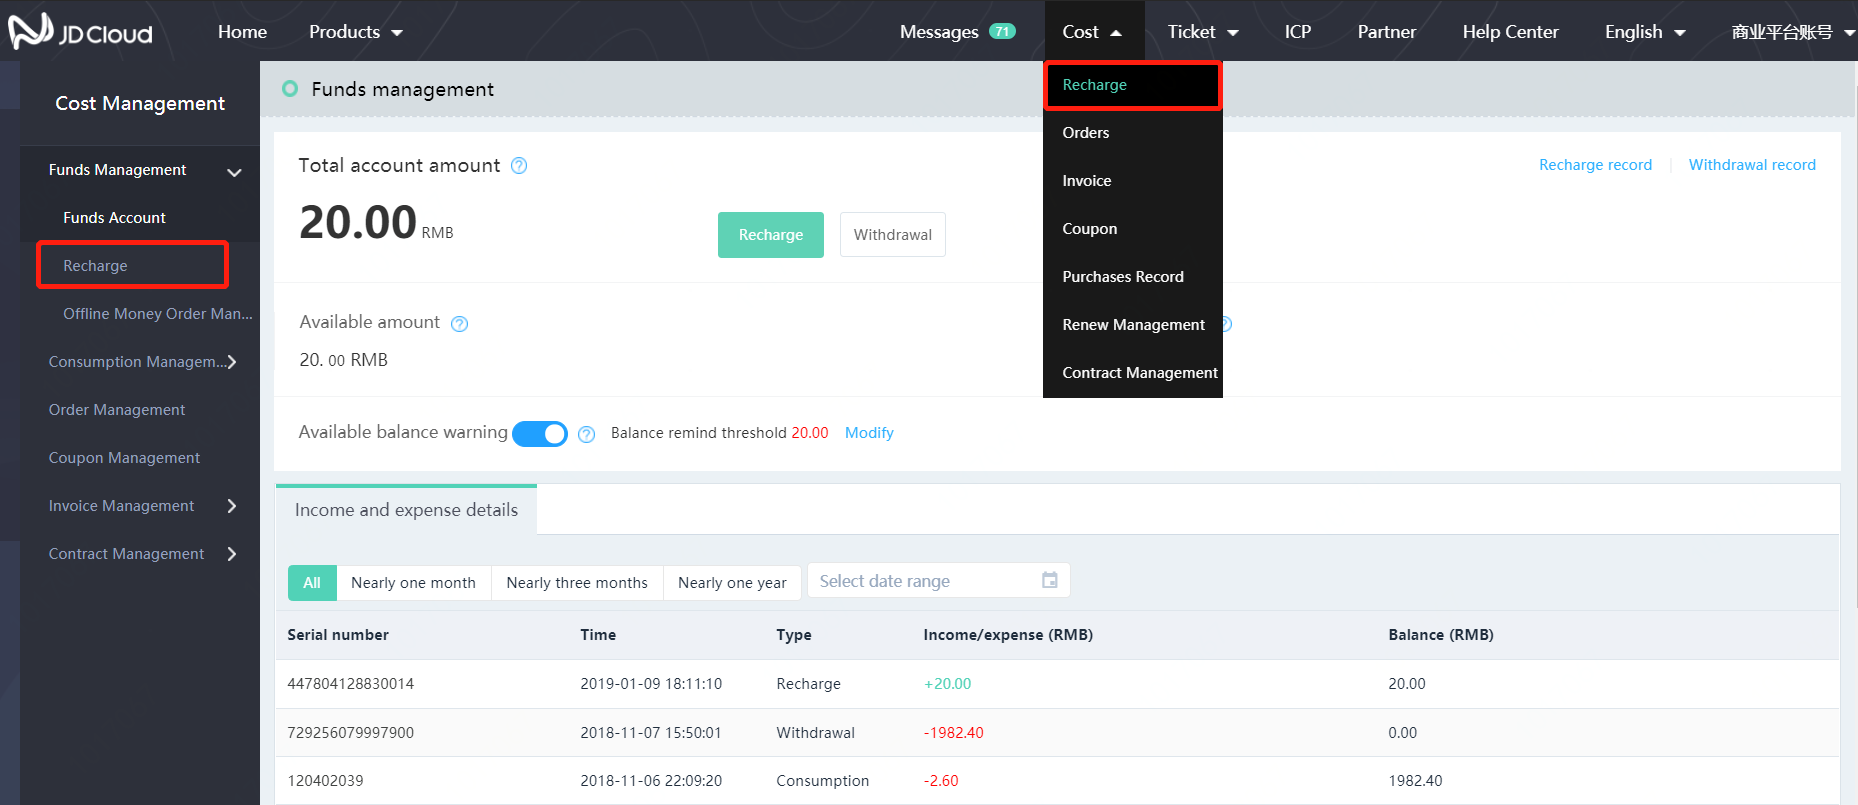 JD Cloud
Home
Products
Messages 71
Cost
Ticket
ICP
Partner
Help Center
English
商业平台账号
Recharge
Orders
Invoice
Coupon
Purchases Record
Renew Management
Contract Management
Cost Management
Funds Management
Funds Account
Recharge
Offline Money Order Man...
Consumption Managem...
Order Management
Coupon Management
Invoice Management
Contract Management
Funds management
Total account amount ?
Recharge record
Withdrawal record
20.00 RMB
Recharge
Withdrawal
Available amount ?
?
20. 00 RMB
Available balance warning ? Balance remind threshold 20.00 Modify
Income and expense details
All
Nearly one month
Nearly three months
Nearly one year
Select date range
Serial number Time Type Income/expense (RMB) Balance (RMB)
447804128830014 2019-01-09 18:11:10 Recharge +20.00 20.00
729256079997900 2018-11-07 15:50:01 Withdrawal -1982.40 0.00
120402039 2018-11-06 22:09:20 Consumption -2.60 1982.40